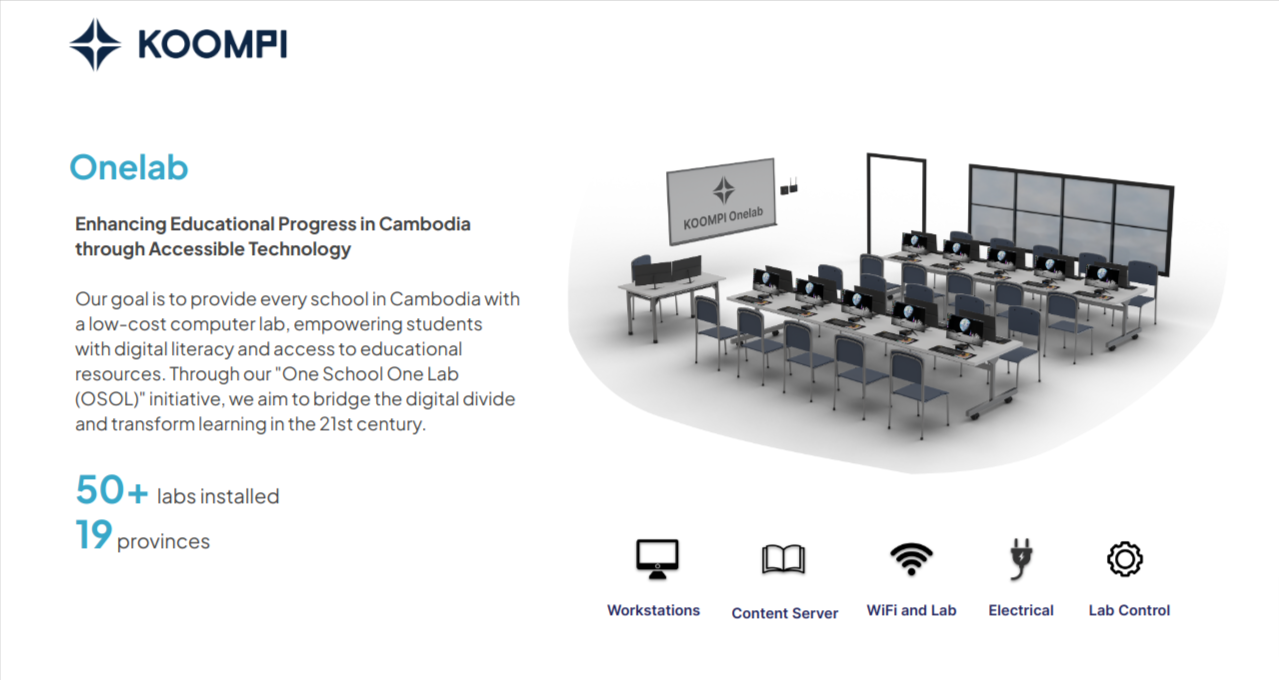 KOOMPI
Onelab
Enhancing Educational Progress in Cambodia
through Accessible Technology
Our goal is to provide every school in Cambodia with
a low-cost computer lab, empowering students
with digital literacy and access to educational
resources. Through our "One School One Lab
(OSOL)" initiative, we aim to bridge the digital divide
and transform learning in the 21st century.
50+ labs installed
19 provinces
KOOMPI Onelab
Workstations
Content Server
WiFi and Lab
Electrical
Lab Control